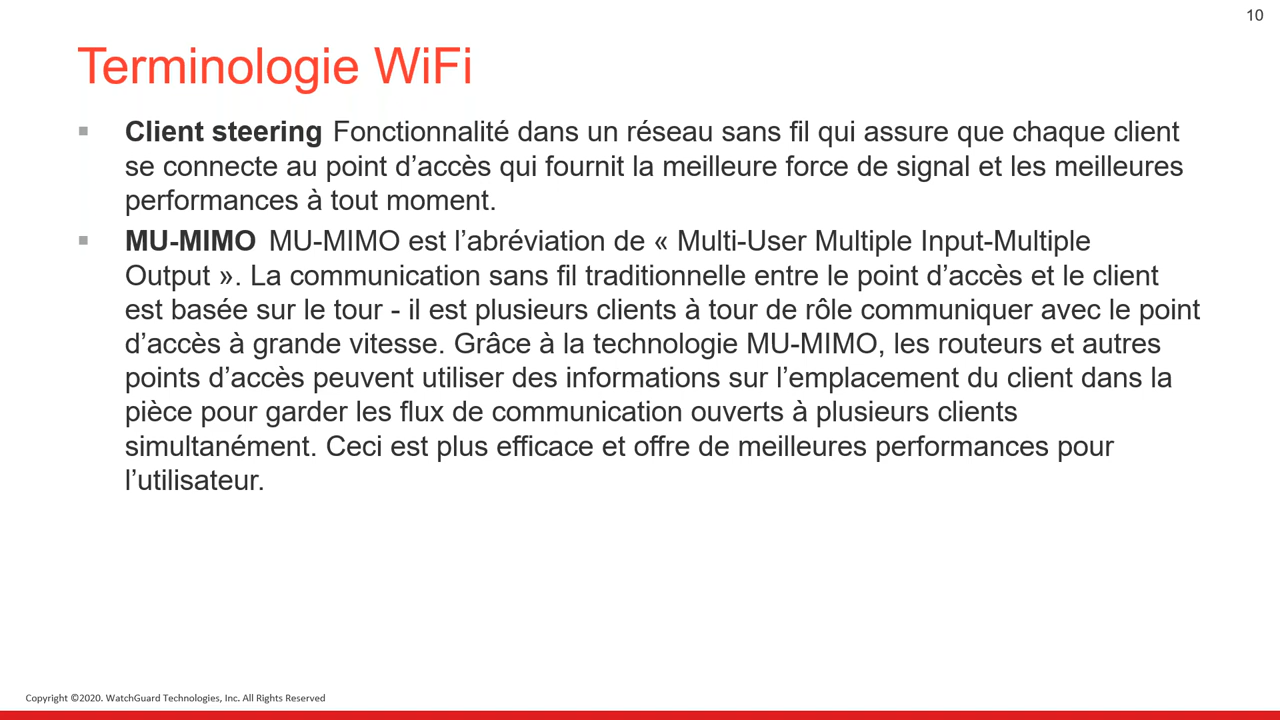 10
Terminologie WiFi
▪ Client steering Fonctionnalité dans un réseau sans fil qui assure que chaque client
se connecte au point d’accès qui fournit la meilleure force de signal et les meilleures
performances à tout moment.
▪ MU-MIMO MU-MIMO est l’abréviation de « Multi-User Multiple Input-Multiple
Output ». La communication sans fil traditionnelle entre le point d’accès et le client
est basée sur le tour - il est plusieurs clients à tour de rôle communiquer avec le point
d’accès à grande vitesse. Grâce à la technologie MU-MIMO, les routeurs et autres
points d’accès peuvent utiliser des informations sur l’emplacement du client dans la
pièce pour garder les flux de communication ouverts à plusieurs clients
simultanément. Ceci est plus efficace et offre de meilleures performances pour
l’utilisateur.
Copyright ©2020. WatchGuard Technologies, Inc. All Rights Reserved